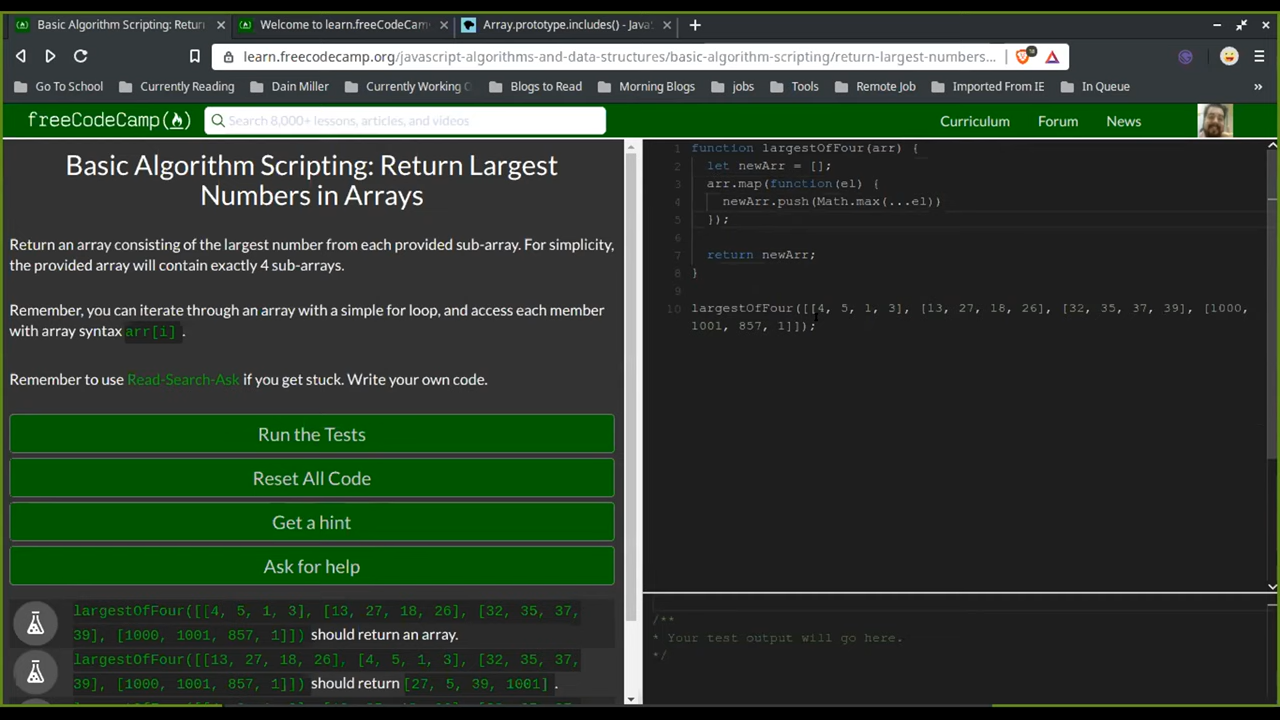 Basic Algorithm Scripting: Return
Welcome to learn.freeCodeCam
Array.prototype.includes() - Java
learn.freecodecamp.org/javascript-algorithms-and-data-structures/basic-algorithm-scripting/return-largest-numbers...
Go To School
Currently Reading
Dain Miller
Currently Working
Blogs to Read
Morning Blogs
jobs
Tools
Remote Job
Imported From IE
In Queue
»
freeCodeCamp
Search 8,000+ lessons, articles, and videos
Curriculum
Forum
News
Basic Algorithm Scripting: Return Largest
Numbers in Arrays
Return an array consisting of the largest number from each provided sub-array. For simplicity,
the provided array will contain exactly 4 sub-arrays.
Remember, you can iterate through an array with a simple for loop, and access each member
with array syntax arr[i] .
Remember to use Read-Search-Ask if you get stuck. Write your own code.
Run the Tests
Reset All Code
Get a hint
Ask for help
largestOfFour([[4, 5, 1, 3], [13, 27, 18, 26], [32, 35, 37,
39], [1000, 1001, 857, 1]]) should return an array.
largestOfFour([[13, 27, 18, 26], [4, 5, 1, 3], [32, 35, 37,
39], [1000, 1001, 857, 1]]) should return [27, 5, 39, 1001] .
1 function largestOfFour(arr) {
2 let newArr = [];
3 arr.map(function(el) {
4 newArr.push(Math.max(...el))
5 });
6
7 return newArr;
8 }
9
10 largestOfFour([[4, 5, 1, 3], [13, 27, 18, 26], [32, 35, 37, 39], [1000,
1001, 857, 1]]);
/**
* Your test output will go here.
*/